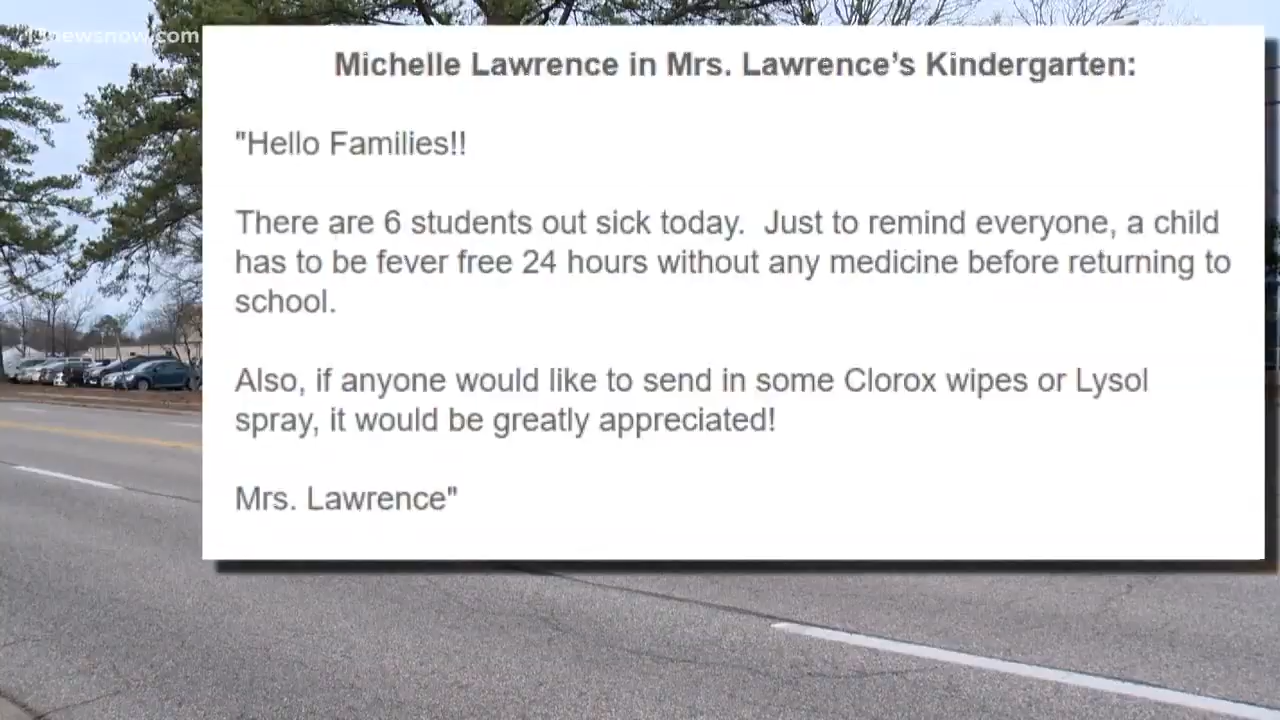 13newsnow.com
Michelle Lawrence in Mrs. Lawrence's Kindergarten:
"Hello Families!!
There are 6 students out sick today.  Just to remind everyone, a child
has to be fever free 24 hours without any medicine before returning to
school.
Also, if anyone would like to send in some Clorox wipes or Lysol
spray, it would be greatly appreciated!
Mrs. Lawrence"